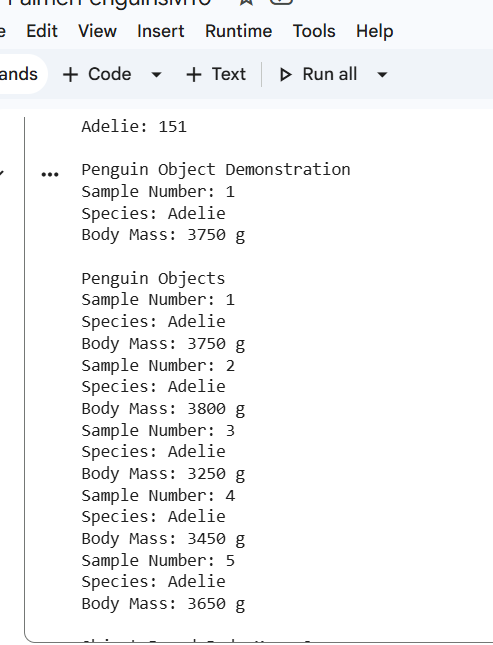 Edit View Insert Runtime Tools Help
ands + Code + Text Run all
Adelie: 151
Penguin Object Demonstration
Sample Number: 1
Species: Adelie
Body Mass: 3750 g
Penguin Objects
Sample Number: 1
Species: Adelie
Body Mass: 3750 g
Sample Number: 2
Species: Adelie
Body Mass: 3800 g
Sample Number: 3
Species: Adelie
Body Mass: 3250 g
Sample Number: 4
Species: Adelie
Body Mass: 3450 g
Sample Number: 5
Species: Adelie
Body Mass: 3650 g